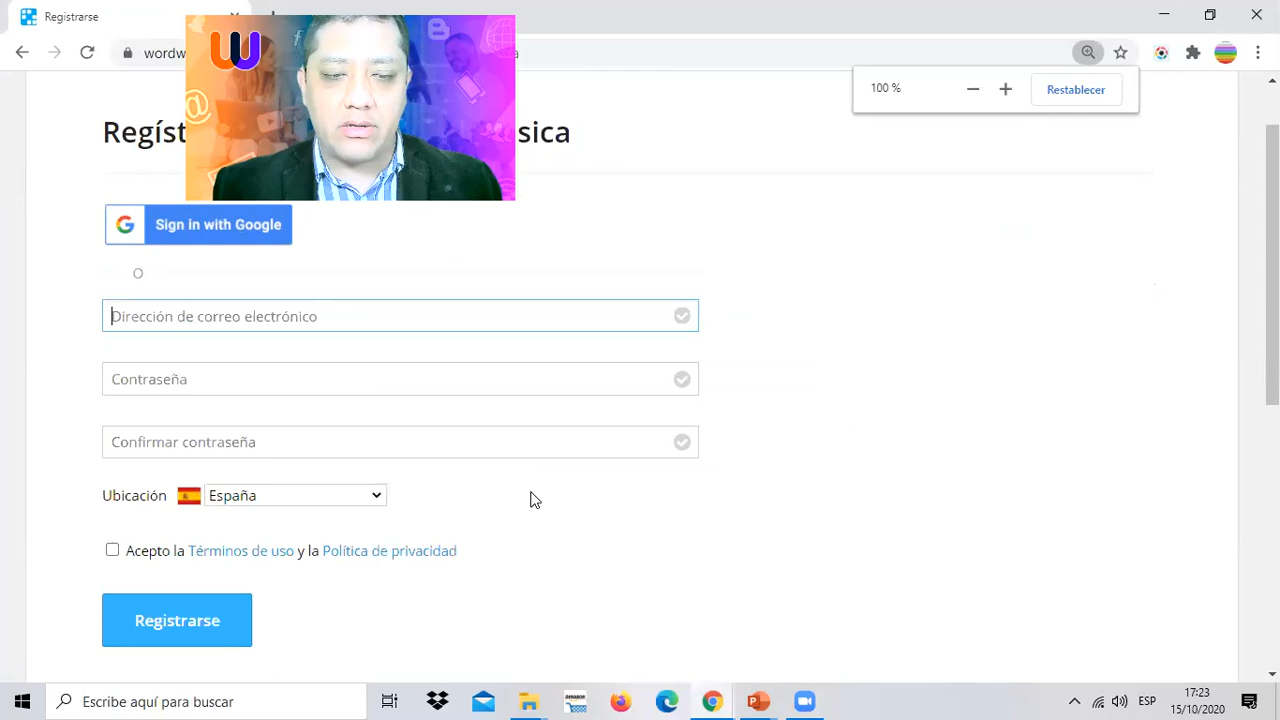 Registrarse
wordw
100 %
Restablecer
Regíst
sica
Sign in with Google
O
Dirección de correo electrónico
Contraseña
Confirmar contraseña
Ubicación España
Acepto la Términos de uso y la Política de privacidad
Registrarse
Escribe aquí para buscar
amazon
ESP
17:23
15/10/2020